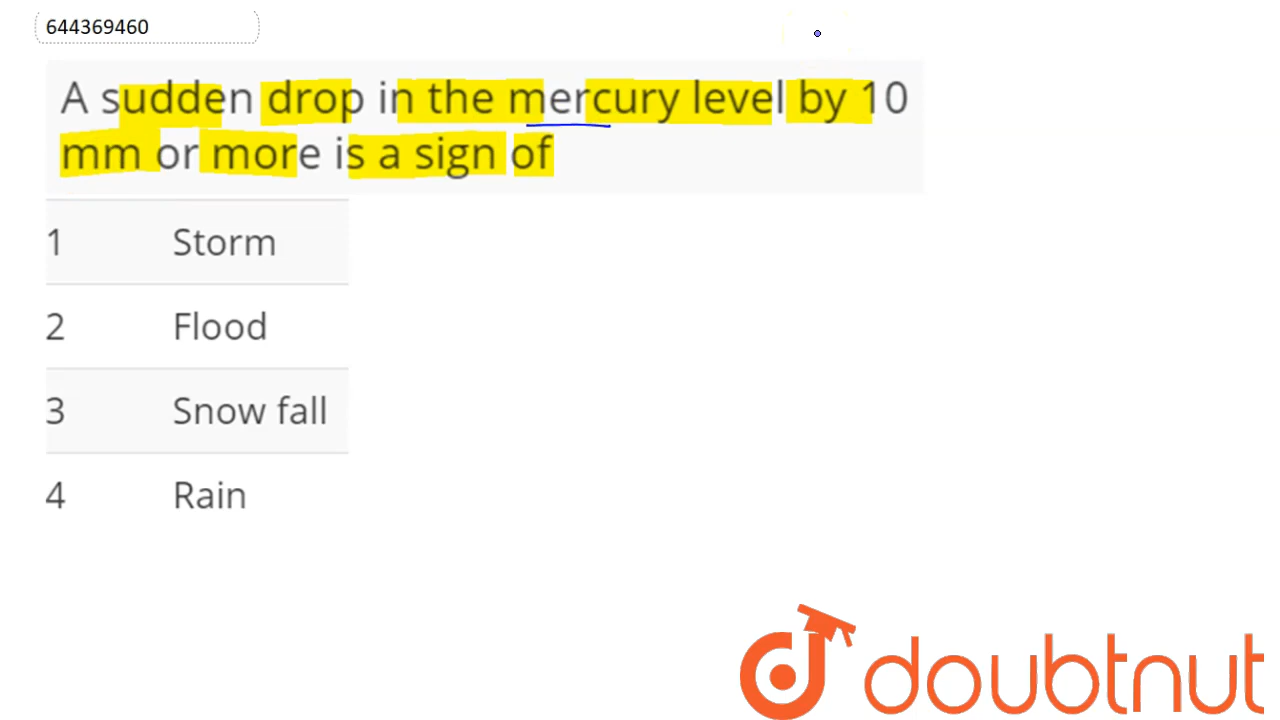 644369460
A sudden drop in the mercury level by 10
mm or more is a sign of
1 Storm
2 Flood
3 Snow fall
4 Rain
doubtnut